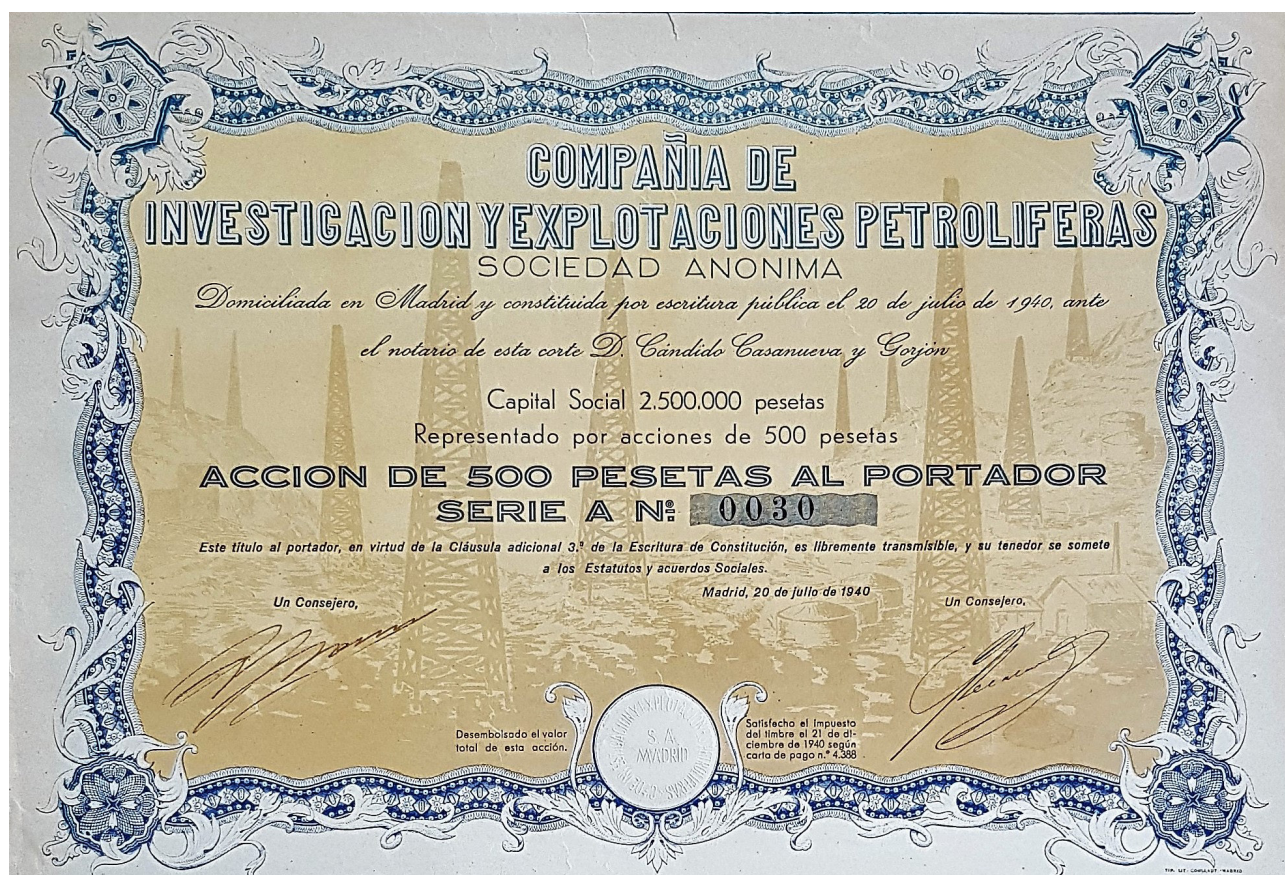 COMPAÑIA DE
INVESTIGACION Y EXPLOTACIONES PETROLIFERAS
SOCIEDAD ANONIMA
Domiciliada en Madrid y constituida por escritura pública el 20 de julio de 1940, ante
el notario de esta corte D. Cándido Casanueva y Gorjón
Capital Social 2.500.000 pesetas
Representado por acciones de 500 pesetas
ACCION DE 500 PESETAS AL PORTADOR
SERIE A Nº: 0030
Este título al portador, en virtud de la Cláusula adicional 3.ª de la Escritura de Constitución, es libremente transmisible, y su tenedor se somete
a los Estatutos y acuerdos Sociales.
Madrid, 20 de julio de 1940
Un Consejero,
Un Consejero,
Desembolsado el valor
total de esta acción.
S. A.
MADRID
Satisfecho el Impuesto
del timbre el 21 de di-
ciembre de 1940 según
carta de pago n.º 4.388